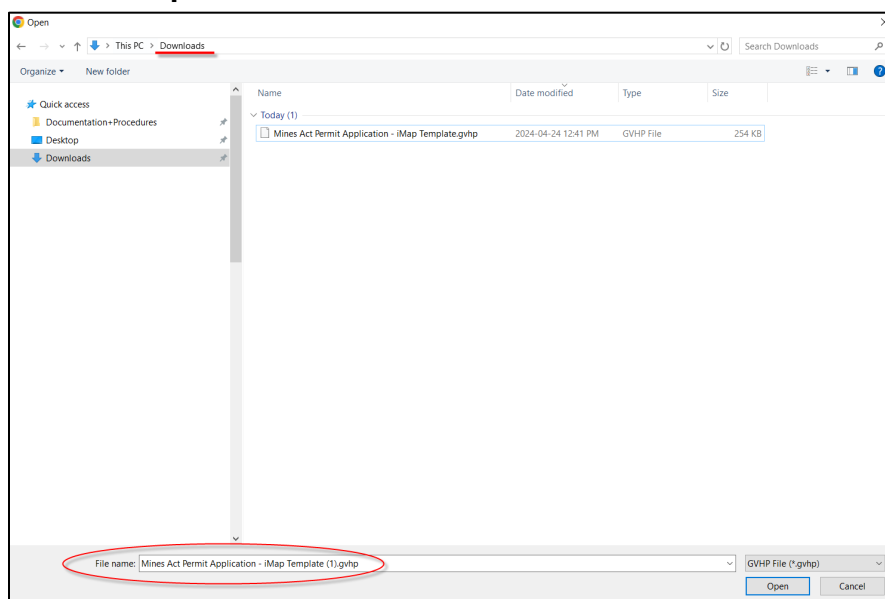 Open
This PC > Downloads
Search Downloads
Organize
New folder
Name
Date modified
Type
Size
Quick access
Documentation+Procedures
Desktop
Downloads
Today (1)
Mines Act Permit Application - iMap Template.gvhp
2024-04-24 12:41 PM
GVHP File
254 KB
File name:
Mines Act Permit Application - iMap Template (1).gvhp
GVHP File (*.gvhp)
Open
Cancel